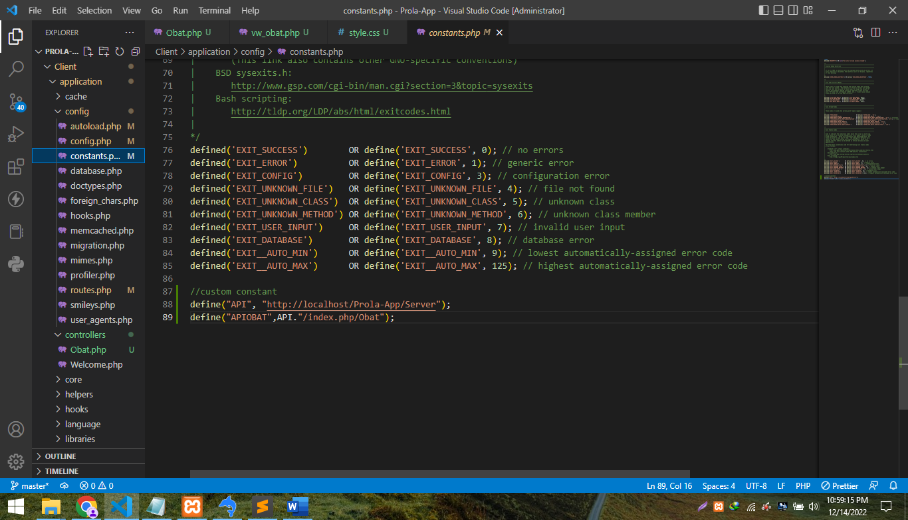 File Edit Selection View Go Run Terminal Help
constants.php - Prola-App - Visual Studio Code [Administrator]
EXPLORER
Obat.php U
vw_obat.php U
style.css U
constants.php M
PROLA-...
Client > application > config > constants.php
Client
application
cache
config
autoload.php M
config.php M
constants.p... M
database.php
doctypes.php
foreign_chars.php
hooks.php
memcached.php
migration.php
mimes.php
profiler.php
routes.php M
smileys.php
user_agents.php
controllers
Obat.php U
Welcome.php
core
helpers
hooks
language
libraries
OUTLINE
TIMELINE
40
69 | (This link also contains other GNU-specific conventions)
70 | BSD sysexits.h:
71 | http://www.gsp.com/cgi-bin/man.cgi?section=3&topic=sysexits
72 | Bash scripting:
73 | http://tldp.org/LDP/abs/html/exitcodes.html
74 |
75 */
76 defined('EXIT_SUCCESS') OR define('EXIT_SUCCESS', 0); // no errors
77 defined('EXIT_ERROR') OR define('EXIT_ERROR', 1); // generic error
78 defined('EXIT_CONFIG') OR define('EXIT_CONFIG', 3); // configuration error
79 defined('EXIT_UNKNOWN_FILE') OR define('EXIT_UNKNOWN_FILE', 4); // file not found
80 defined('EXIT_UNKNOWN_CLASS') OR define('EXIT_UNKNOWN_CLASS', 5); // unknown class
81 defined('EXIT_UNKNOWN_METHOD') OR define('EXIT_UNKNOWN_METHOD', 6); // unknown class member
82 defined('EXIT_USER_INPUT') OR define('EXIT_USER_INPUT', 7); // invalid user input
83 defined('EXIT_DATABASE') OR define('EXIT_DATABASE', 8); // database error
84 defined('EXIT__AUTO_MIN') OR define('EXIT__AUTO_MIN', 9); // lowest automatically-assigned error code
85 defined('EXIT__AUTO_MAX') OR define('EXIT__AUTO_MAX', 125); // highest automatically-assigned error code
86
87 //custom constant
88 define("API", "http://localhost/Prola-App/Server");
89 define("APIOBAT",API."/index.php/Obat");
master* 0 0 Ln 89, Col 16 Spaces: 4 UTF-8 LF PHP Prettier
10:59:15 PM
12/14/2022